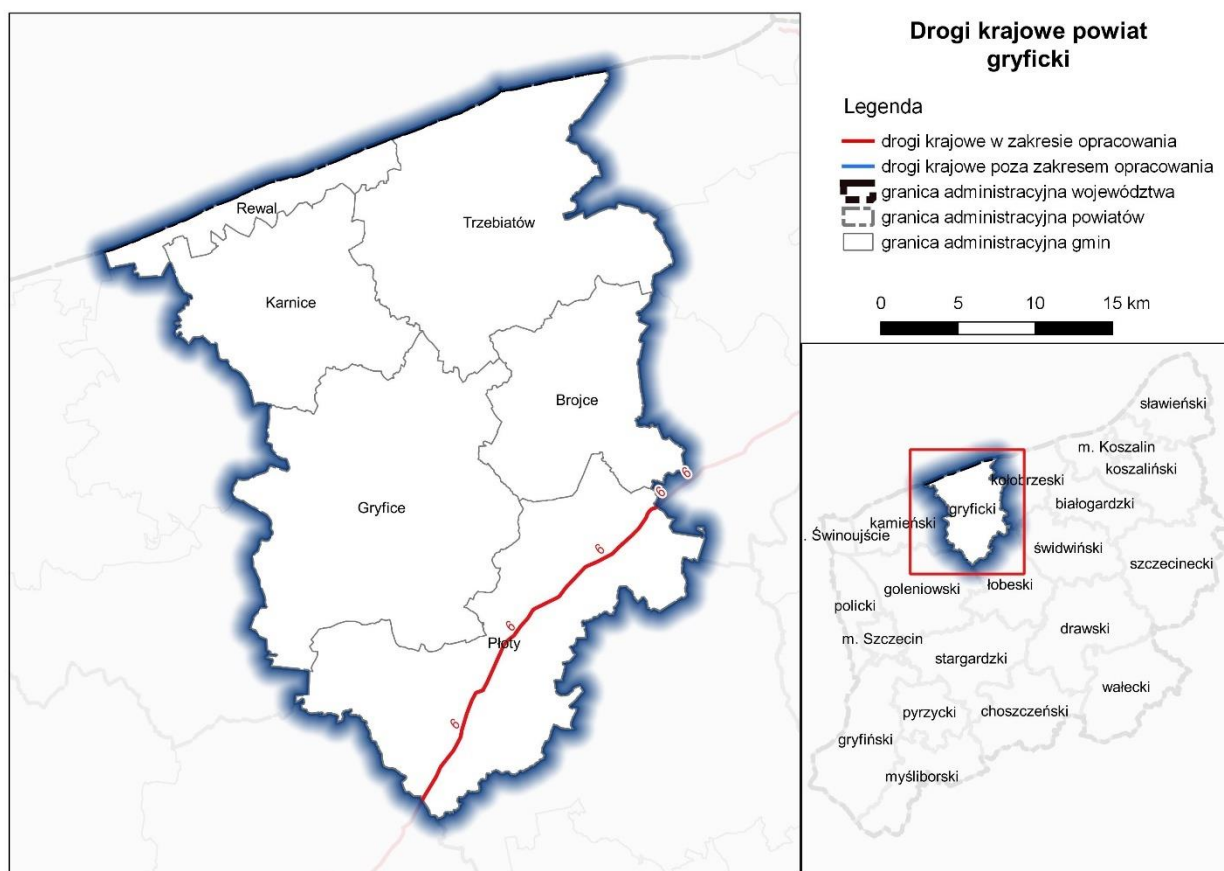 Drogi krajowe powiat
gryficki
Legenda
drogi krajowe w zakresie opracowania
drogi krajowe poza zakresem opracowania
granica administracyjna województwa
granica administracyjna powiatów
granica administracyjna gmin
0 5 10 15 km
Rewal
Trzebiatów
Karnice
Brojce
Gryfice
6
6
6
6
Płoty
6
sławieński
m. Koszalin
koszaliński
kołobrzeski
gryficki
białogardzki
kamieński
. Świnoujście
świdwiński
szczecinecki
goleniowski
łobeski
policki
m. Szczecin
drawski
stargardzki
wałecki
pyrzycki
choszczeński
gryfiński
myśliborski